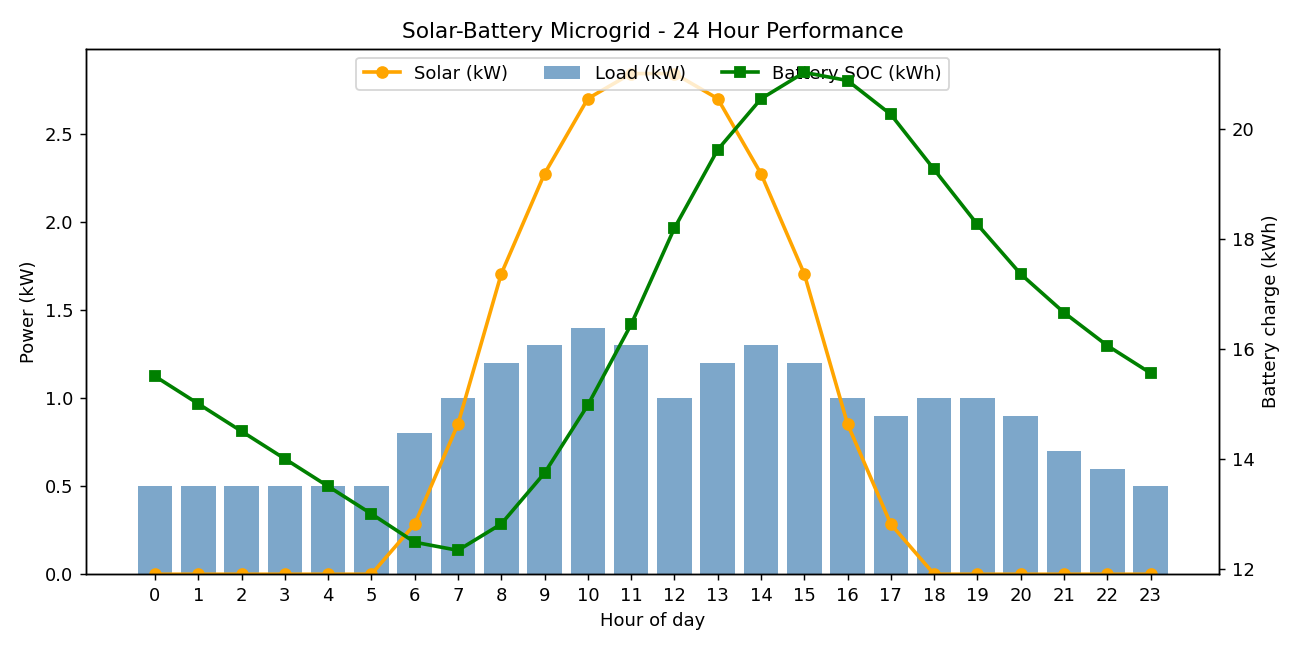 Solar-Battery Microgrid - 24 Hour Performance
Solar (kW) Load (kW) Battery SOC (kWh)
Power (kW)
2.5
2.0
1.5
1.0
0.5
0.0
20
18
16
14
12
Battery charge (kWh)
0 1 2 3 4 5 6 7 8 9 10 11 12 13 14 15 16 17 18 19 20 21 22 23
Hour of day